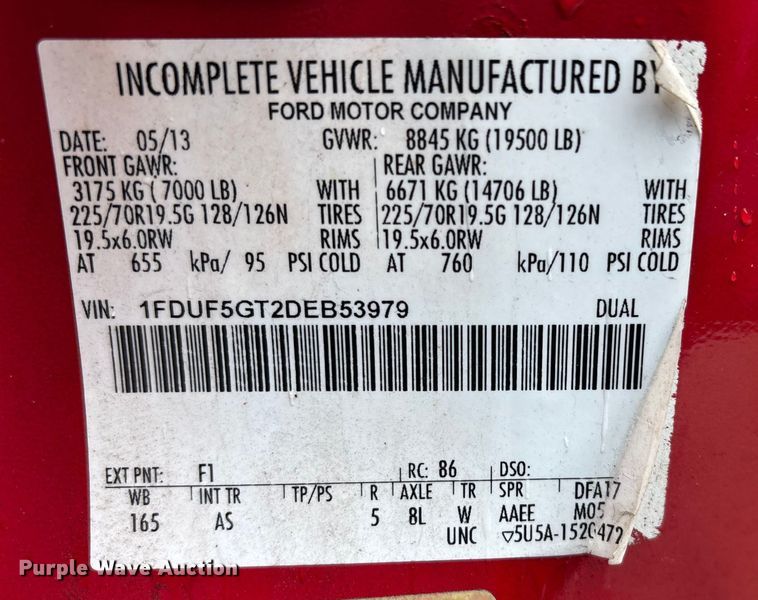 INCOMPLETE VEHICLE MANUFACTURED BY
FORD MOTOR COMPANY
DATE: 05/13 GVWR: 8845 KG (19500 LB)
FRONT GAWR: REAR GAWR:
3175 KG ( 7000 LB) WITH 6671 KG (14706 LB) WITH
225/70R19.5G 128/126N TIRES 225/70R19.5G 128/126N TIRES
19.5x6.0RW RIMS 19.5x6.0RW RIMS
AT 655 kPa/ 95 PSI COLD AT 760 kPa/110 PSI COLD
VIN: 1FDUF5GT2DEB53979 DUAL
EXT PNT: F1 RC: 86 DSO:
WB INT TR TP/PS R AXLE TR SPR DFA17
165 AS 5 8L W AAEE M05
UNC ▽5U5A-1520472
Purple Wave Auction